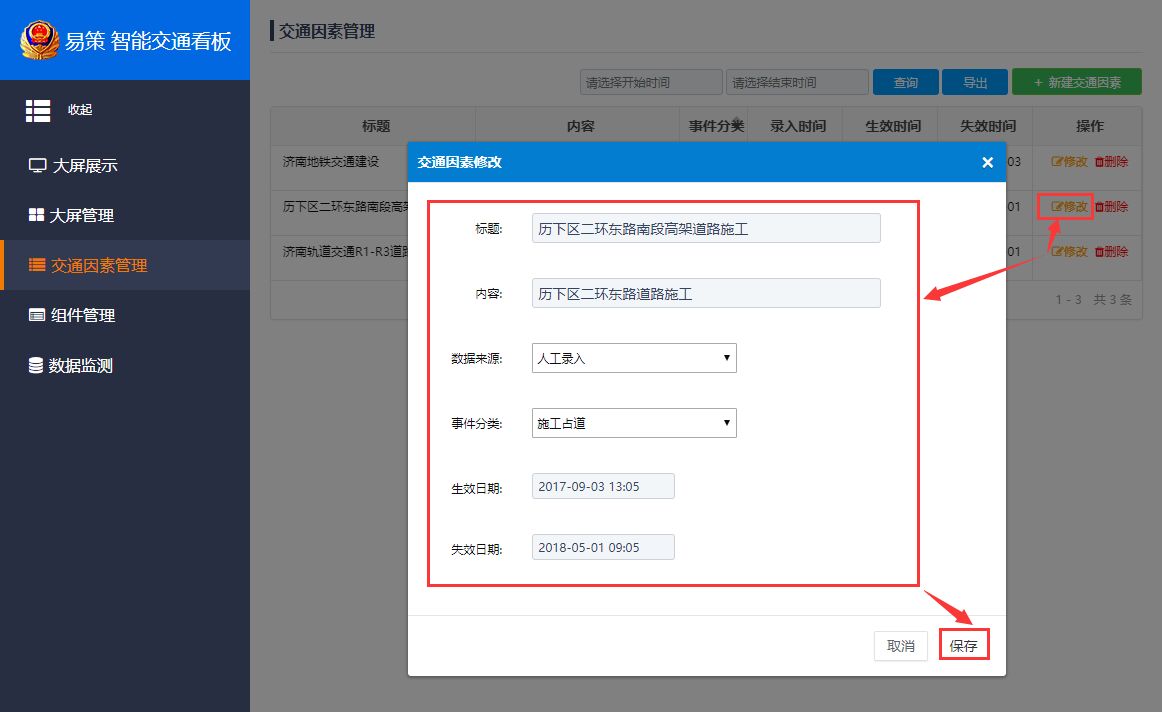 易策 智能交通看板
收起
大屏展示
大屏管理
交通因素管理
组件管理
数据监测
交通因素管理
请选择开始时间 请选择结束时间 查询 导出 + 新建交通因素
标题 内容 事件分类 录入时间 生效时间 失效时间 操作
济南地铁交通建设 03 修改 删除
历下区二环东路南段高架 01 修改 删除
济南轨道交通R1-R3道路 01 修改 删除
1 - 3 共 3 条
交通因素修改 ×
标题: 历下区二环东路南段高架道路施工
内容: 历下区二环东路道路施工
数据来源: 人工录入
事件分类: 施工占道
生效日期: 2017-09-03 13:05
失效日期: 2018-05-01 09:05
取消 保存